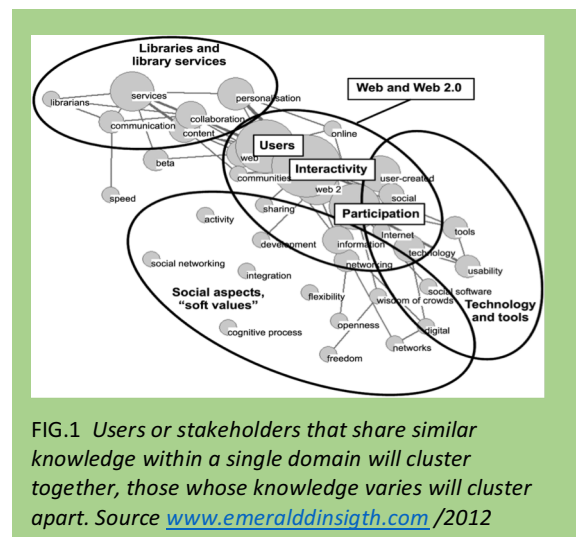 Libraries and
library services
Web and Web 2.0
services
librarians
personalisation
communication
collaboration
content
online
Users
web
beta
communities
Interactivity
user-created
web 2
social
speed
sharing
Participation
activity
Internet
tools
development
information
technology
social networking
networking
usability
integration
social software
Social aspects,
"soft values"
flexibility
wisdom of crowds
Technology
and tools
openness
digital
cognitive process
networks
freedom
FIG.1 Users or stakeholders that share similar
knowledge within a single domain will cluster
together, those whose knowledge varies will cluster
apart. Source www.emeralddinsigth.com /2012